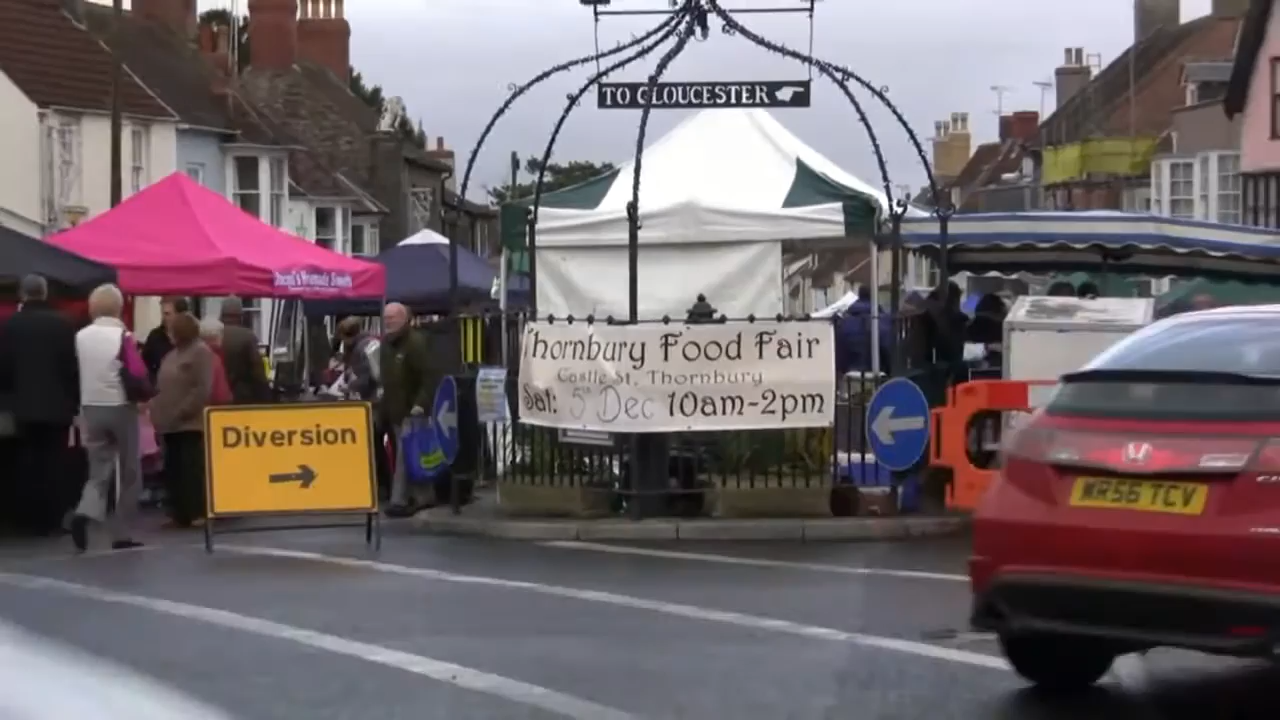 TO GLOUCESTER
Thornbury Food Fair
Castle St, Thornbury
Sat: 5th Dec 10am-2pm
Diversion
WR56 TCV